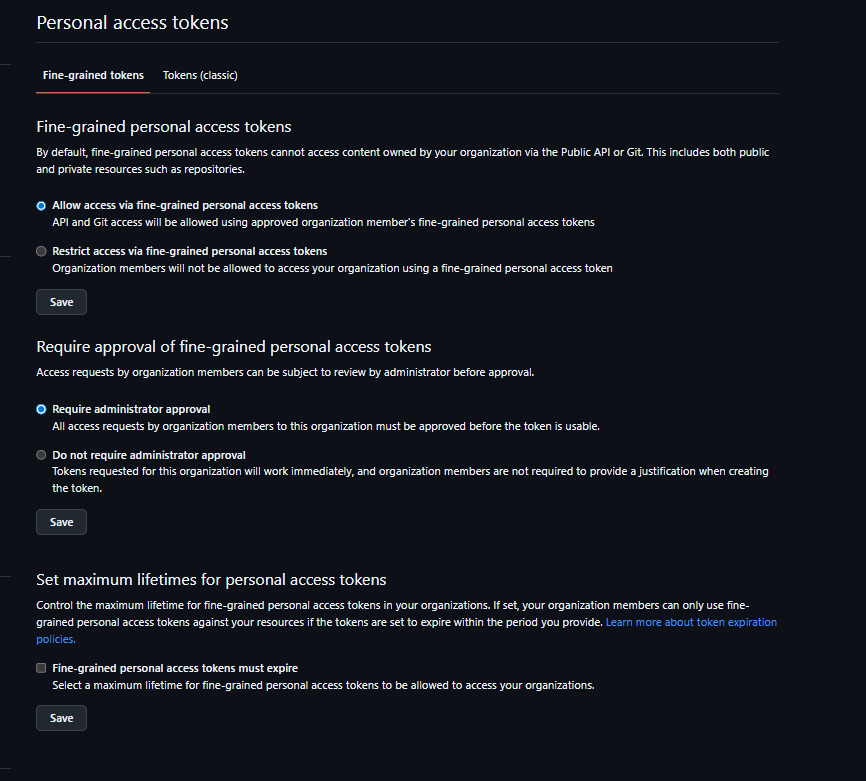 Personal access tokens
Fine-grained tokens
Tokens (classic)
Fine-grained personal access tokens
By default, fine-grained personal access tokens cannot access content owned by your organization via the Public API or Git. This includes both public
and private resources such as repositories.
Allow access via fine-grained personal access tokens
API and Git access will be allowed using approved organization member's fine-grained personal access tokens
Restrict access via fine-grained personal access tokens
Organization members will not be allowed to access your organization using a fine-grained personal access token
Save
Require approval of fine-grained personal access tokens
Access requests by organization members can be subject to review by administrator before approval.
Require administrator approval
All access requests by organization members to this organization must be approved before the token is usable.
Do not require administrator approval
Tokens requested for this organization will work immediately, and organization members are not required to provide a justification when creating
the token.
Save
Set maximum lifetimes for personal access tokens
Control the maximum lifetime for fine-grained personal access tokens in your organizations. If set, your organization members can only use fine-
grained personal access tokens against your resources if the tokens are set to expire within the period you provide. Learn more about token expiration
policies.
Fine-grained personal access tokens must expire
Select a maximum lifetime for fine-grained personal access tokens to be allowed to access your organizations.
Save